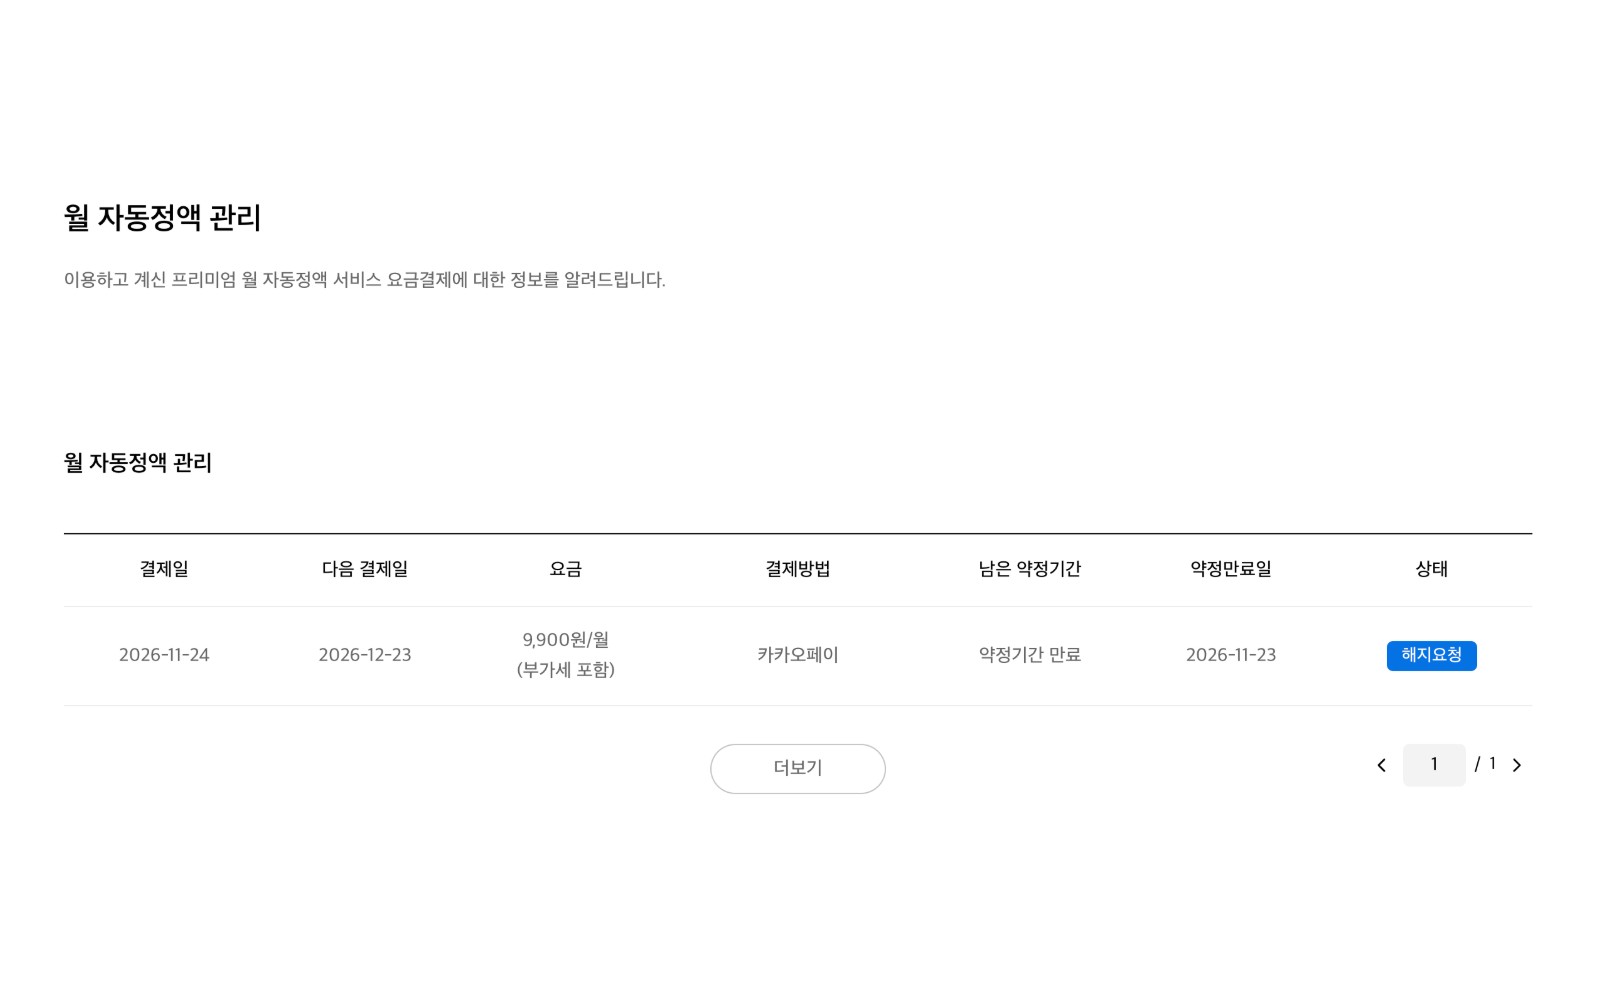 월 자동정액 관리
이용하고 계신 프리미엄 월 자동정액 서비스 요금결제에 대한 정보를 알려드립니다.
월 자동정액 관리
결제일 다음 결제일 요금 결제방법 남은 약정기간 약정만료일 상태
2026-11-24 2026-12-23 9,900원/월 카카오페이 약정기간 만료 2026-11-23 해지요청
(부가세 포함)
더보기
1 / 1